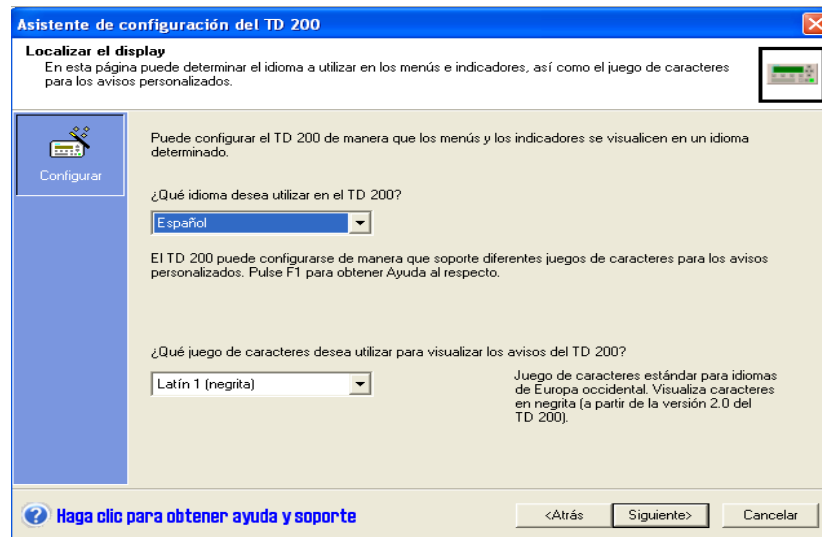 Asistente de configuración del TD 200
Localizar el display
En esta página puede determinar el idioma a utilizar en los menús e indicadores, así como el juego de caracteres
para los avisos personalizados.
Configurar
Puede configurar el TD 200 de manera que los menús y los indicadores se visualicen en un idioma
determinado.
¿Qué idioma desea utilizar en el TD 200?
Español
El TD 200 puede configurarse de manera que soporte diferentes juegos de caracteres para los avisos
personalizados. Pulse F1 para obtener Ayuda al respecto.
¿Qué juego de caracteres desea utilizar para visualizar los avisos del TD 200?
Latín 1 (negrita)
Juego de caracteres estándar para idiomas
de Europa occidental. Visualiza caracteres
en negrita (a partir de la versión 2.0 del
TD 200).
Haga clic para obtener ayuda y soporte
<Atrás
Siguiente>
Cancelar